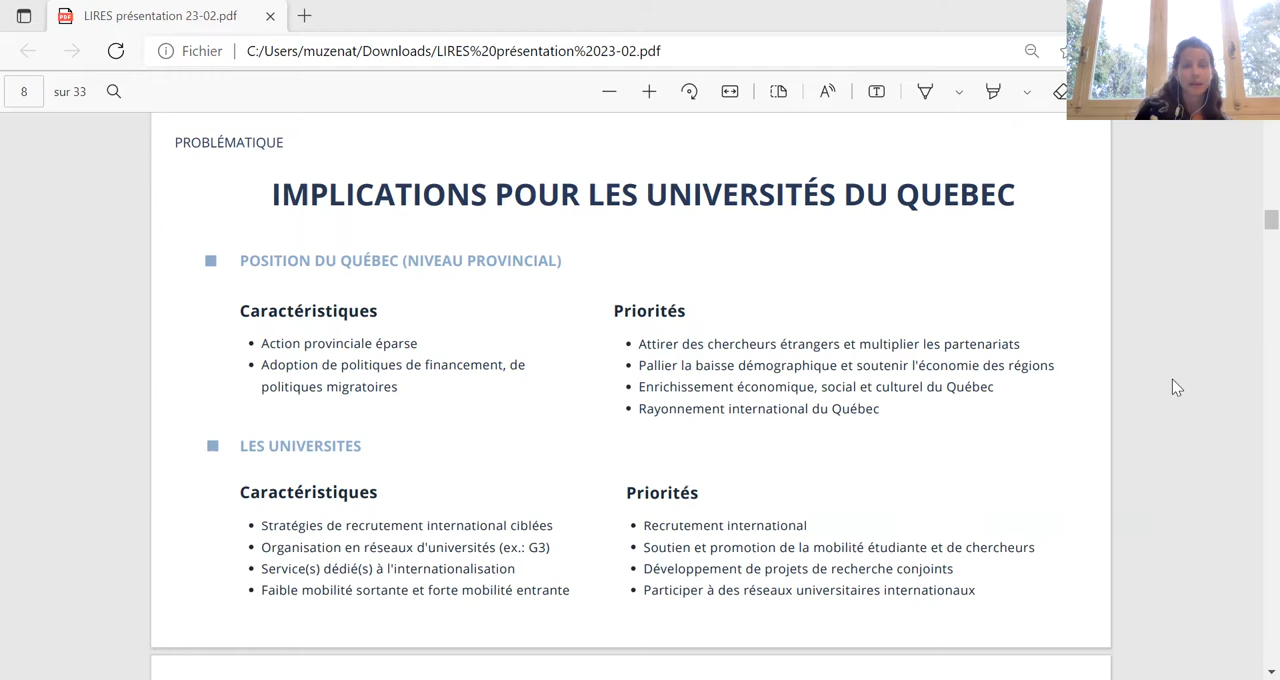 LIRES présentation 23-02.pdf
Fichier
C:/Users/muzenat/Downloads/LIRES%20présentation%2023-02.pdf
8 sur 33
PROBLÉMATIQUE
IMPLICATIONS POUR LES UNIVERSITÉS DU QUEBEC
POSITION DU QUÉBEC (NIVEAU PROVINCIAL)
Caractéristiques
• Action provinciale éparse
• Adoption de politiques de financement, de
politiques migratoires
Priorités
• Attirer des chercheurs étrangers et multiplier les partenariats
• Pallier la baisse démographique et soutenir l'économie des régions
• Enrichissement économique, social et culturel du Québec
• Rayonnement international du Québec
LES UNIVERSITES
Caractéristiques
• Stratégies de recrutement international ciblées
• Organisation en réseaux d'universités (ex.: G3)
• Service(s) dédié(s) à l'internationalisation
• Faible mobilité sortante et forte mobilité entrante
Priorités
• Recrutement international
• Soutien et promotion de la mobilité étudiante et de chercheurs
• Développement de projets de recherche conjoints
• Participer à des réseaux universitaires internationaux